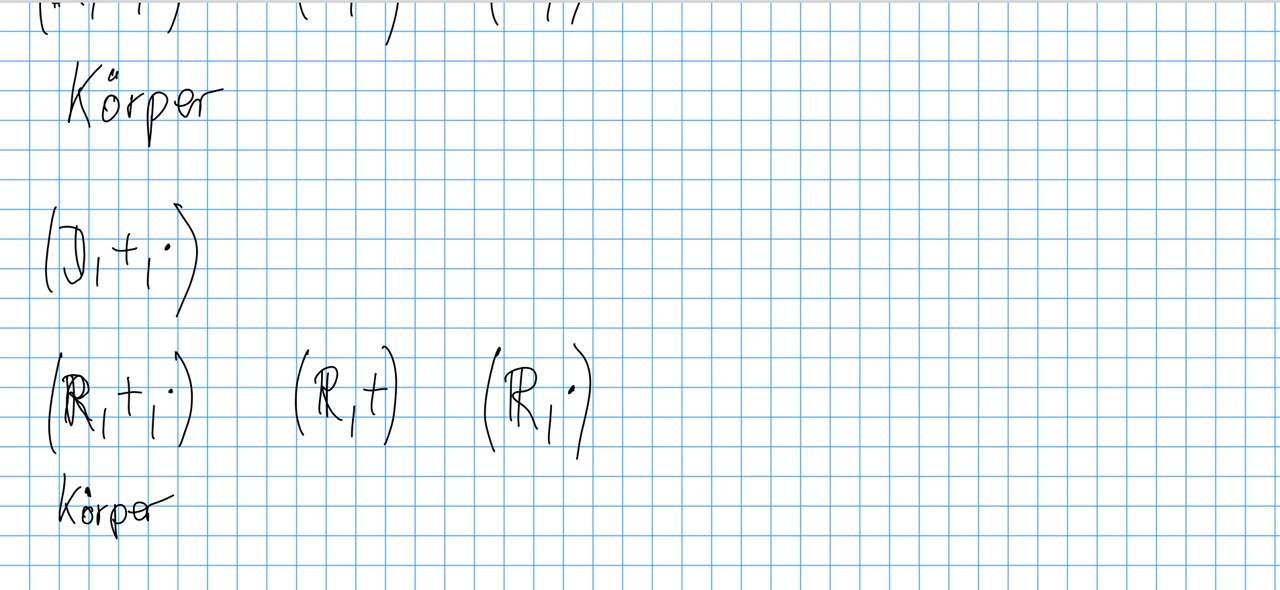 Körper
(𝕁, +, ·)
(ℝ, +, ·) (ℝ, +) (ℝ, ·)
Körper